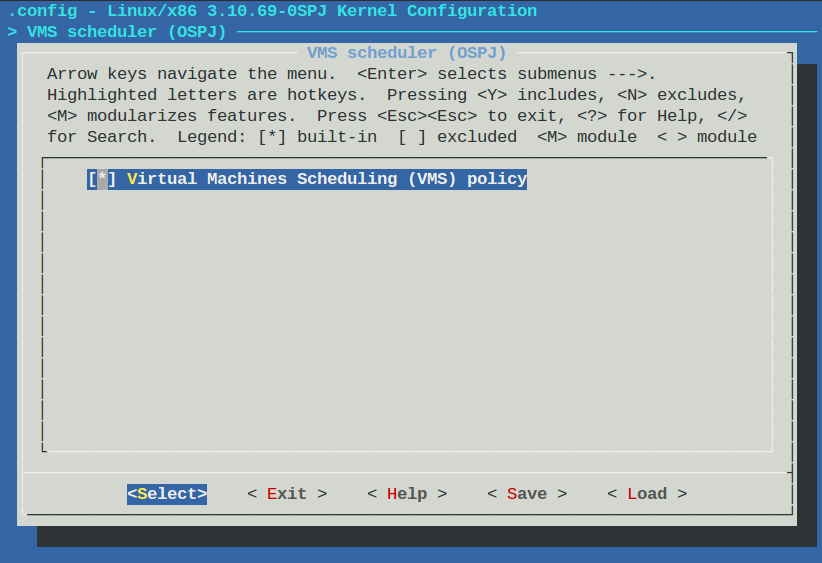 .config - Linux/x86 3.10.69-0SPJ Kernel Configuration
> VMS scheduler (OSPJ)
VMS scheduler (OSPJ)
Arrow keys navigate the menu.  <Enter> selects submenus --->.
Highlighted letters are hotkeys.  Pressing <Y> includes, <N> excludes,
<M> modularizes features.  Press <Esc><Esc> to exit, <?> for Help, </>
for Search.  Legend: [*] built-in  [ ] excluded  <M> module  < > module
[*] Virtual Machines Scheduling (VMS) policy
<Select>    < Exit >    < Help >    < Save >    < Load >